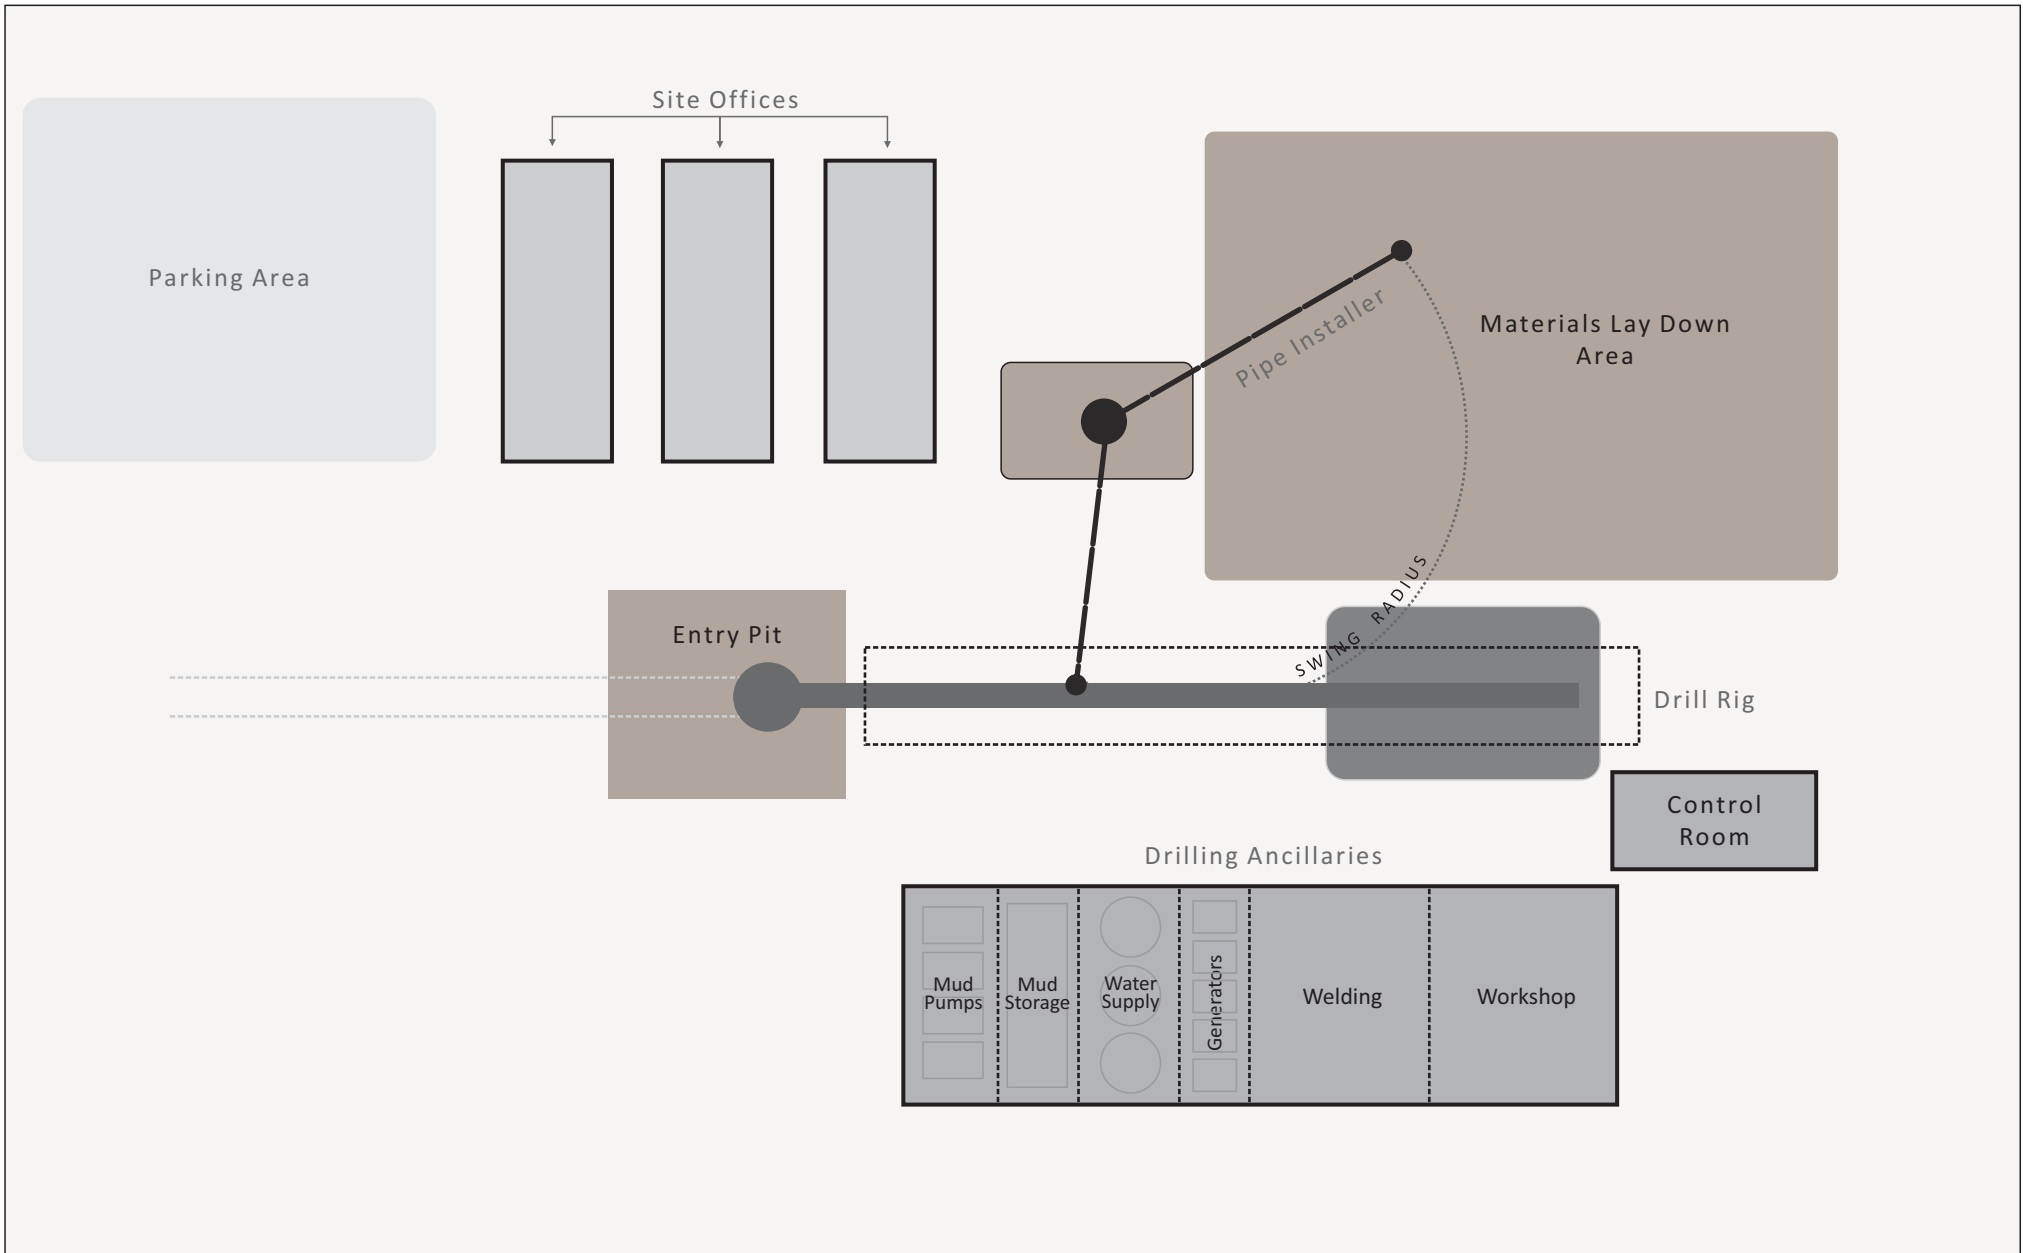 Site Offices
Parking Area
Pipe Installer
Materials Lay Down
Area
SWING RADIUS
Entry Pit
Drill Rig
Control
Room
Drilling Ancillaries
Mud
Pumps
Mud
Storage
Water
Supply
Generators
Welding
Workshop